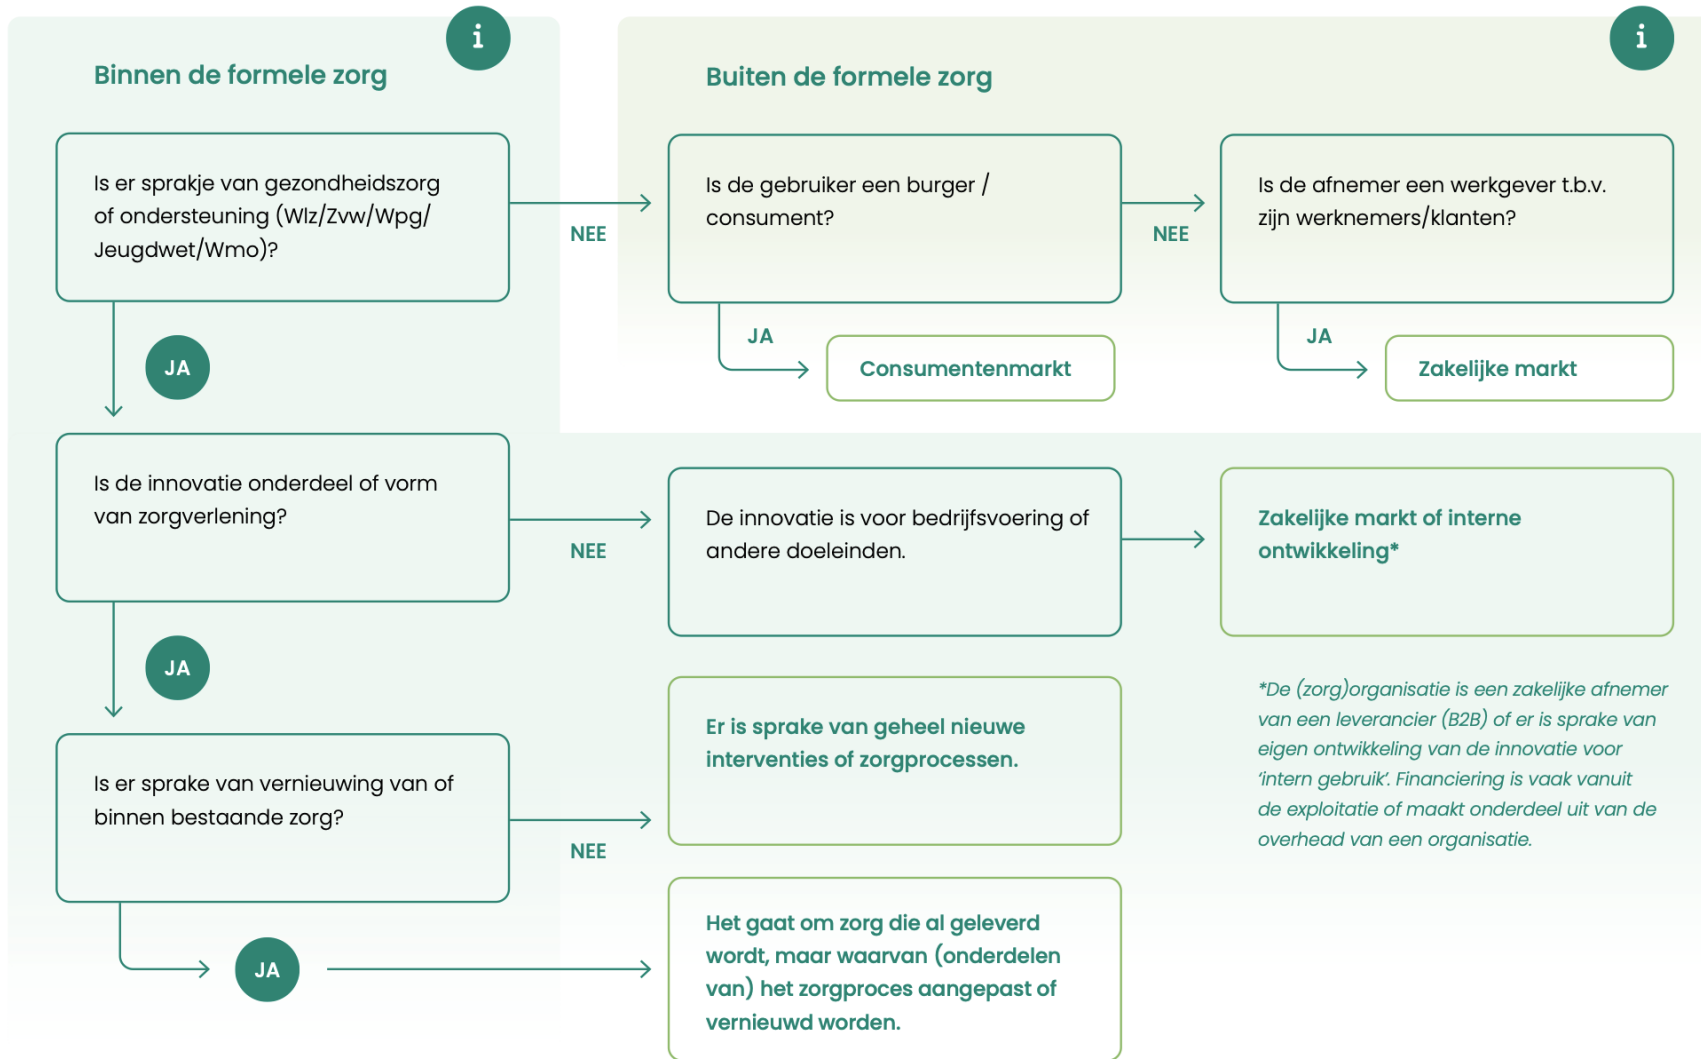 i
Binnen de formele zorg
i
Buiten de formele zorg
Is er sprakje van gezondheidszorg
of ondersteuning (Wlz/Zvw/Wpg/
Jeugdwet/Wmo)?
NEE
Is de gebruiker een burger /
consument?
NEE
Is de afnemer een werkgever t.b.v.
zijn werknemers/klanten?
JA
JA
Consumentenmarkt
JA
Zakelijke markt
Is de innovatie onderdeel of vorm
van zorgverlening?
NEE
De innovatie is voor bedrijfsvoering of
andere doeleinden.
Zakelijke markt of interne
ontwikkeling*
JA
*De (zorg)organisatie is een zakelijke afnemer
van een leverancier (B2B) of er is sprake van
eigen ontwikkeling van de innovatie voor
‘intern gebruik’. Financiering is vaak vanuit
de exploitatie of maakt onderdeel uit van de
overhead van een organisatie.
Is er sprake van vernieuwing van of
binnen bestaande zorg?
NEE
Er is sprake van geheel nieuwe
interventies of zorgprocessen.
JA
Het gaat om zorg die al geleverd
wordt, maar waarvan (onderdelen
van) het zorgproces aangepast of
vernieuwd worden.